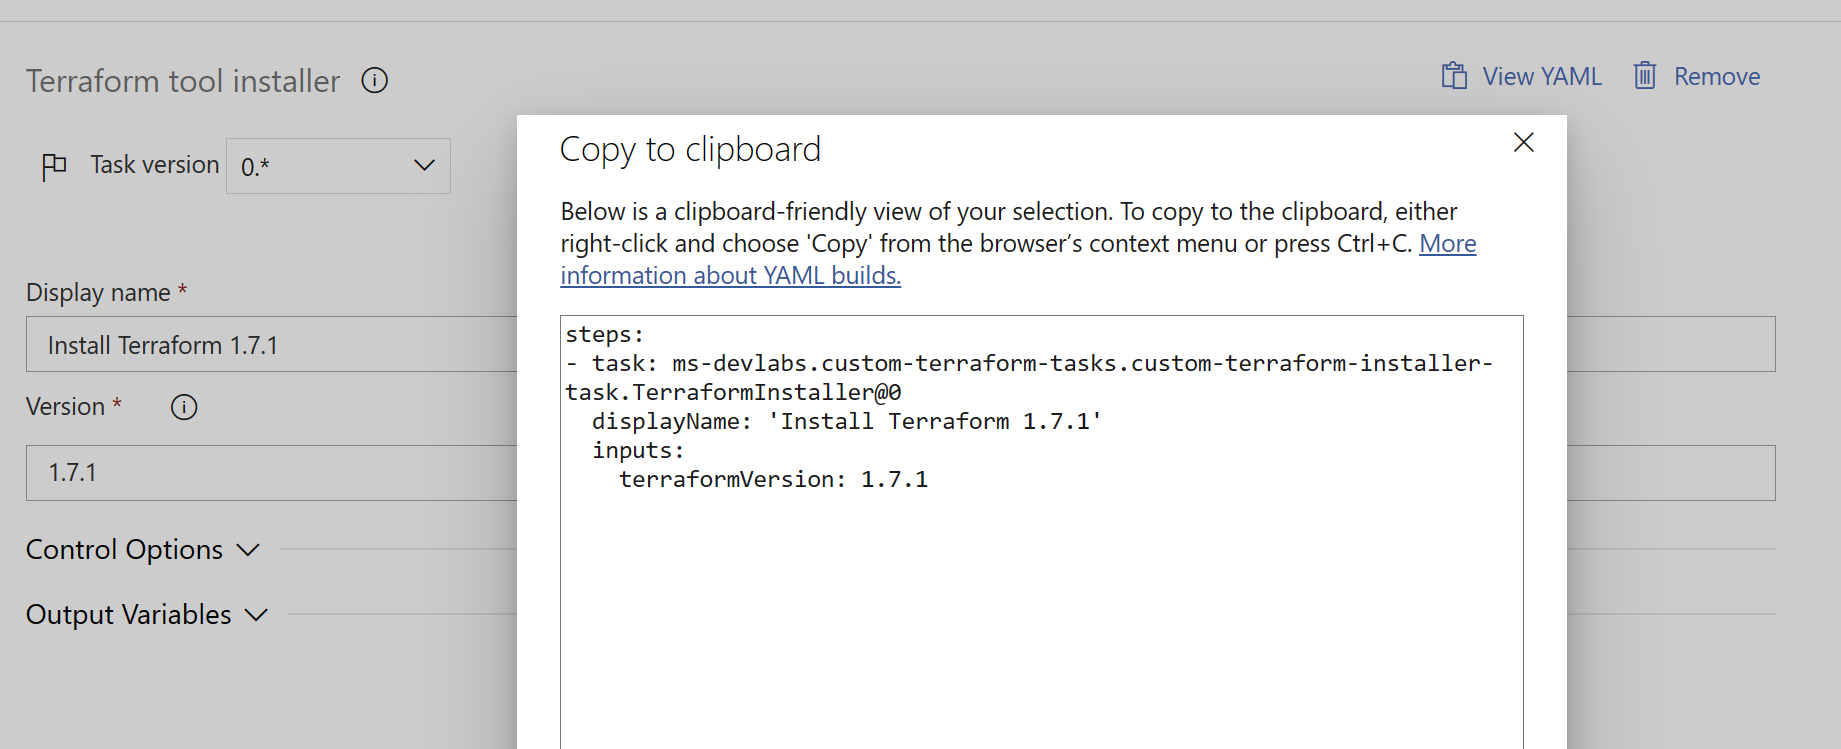 Terraform tool installer
View YAML
Remove
Task version
0.*
Display name *
Install Terraform 1.7.1
Version *
1.7.1
Control Options
Output Variables
Copy to clipboard
Below is a clipboard-friendly view of your selection. To copy to the clipboard, either
right-click and choose 'Copy' from the browser’s context menu or press Ctrl+C. More
information about YAML builds.
steps:
- task: ms-devlabs.custom-terraform-tasks.custom-terraform-installer-
task.TerraformInstaller@0
  displayName: 'Install Terraform 1.7.1'
  inputs:
    terraformVersion: 1.7.1